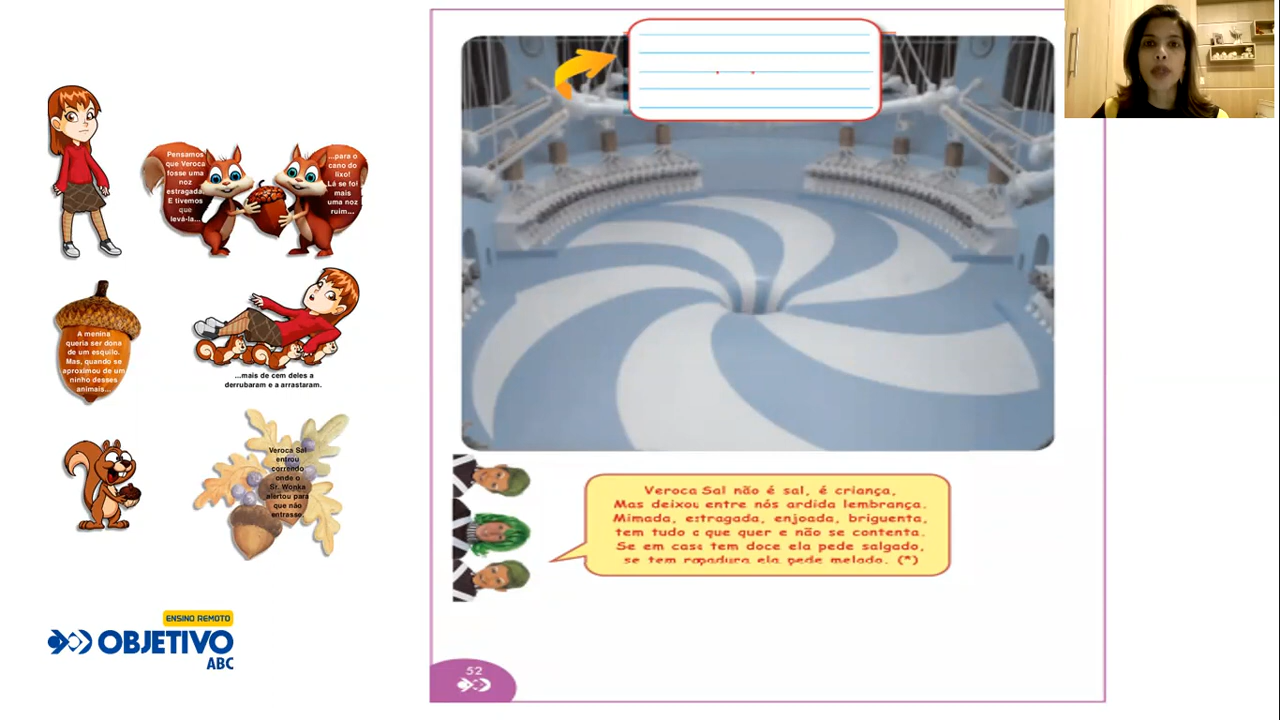 Pensamos
que Veroca
fosse uma
noz
estragada.
E tivemos
que
levá-la...
...para o
cano do
lixo!
Lá se foi
mais
uma noz
ruim...
A menina
queria ser dona
de um esquilo.
Mas, quando se
aproximou de um
ninho desses
animais...
...mais de cem deles a
derrubaram e a arrastaram.
Veroca Sal
entrou
correndo
onde o
Sr. Wonka
alertou para
que não
entrasse.
Veroca Sal não é sal, é criança,
Mas deixou entre nós ardida lembrança.
Mimada, estragada, enjoada, briguenta,
tem tudo o que quer e não se contenta.
Se em casa tem doce ela pede salgado,
se tem rapadura ela pede melado. (*)
ENSINO REMOTO
OBJETIVO
ABC
52